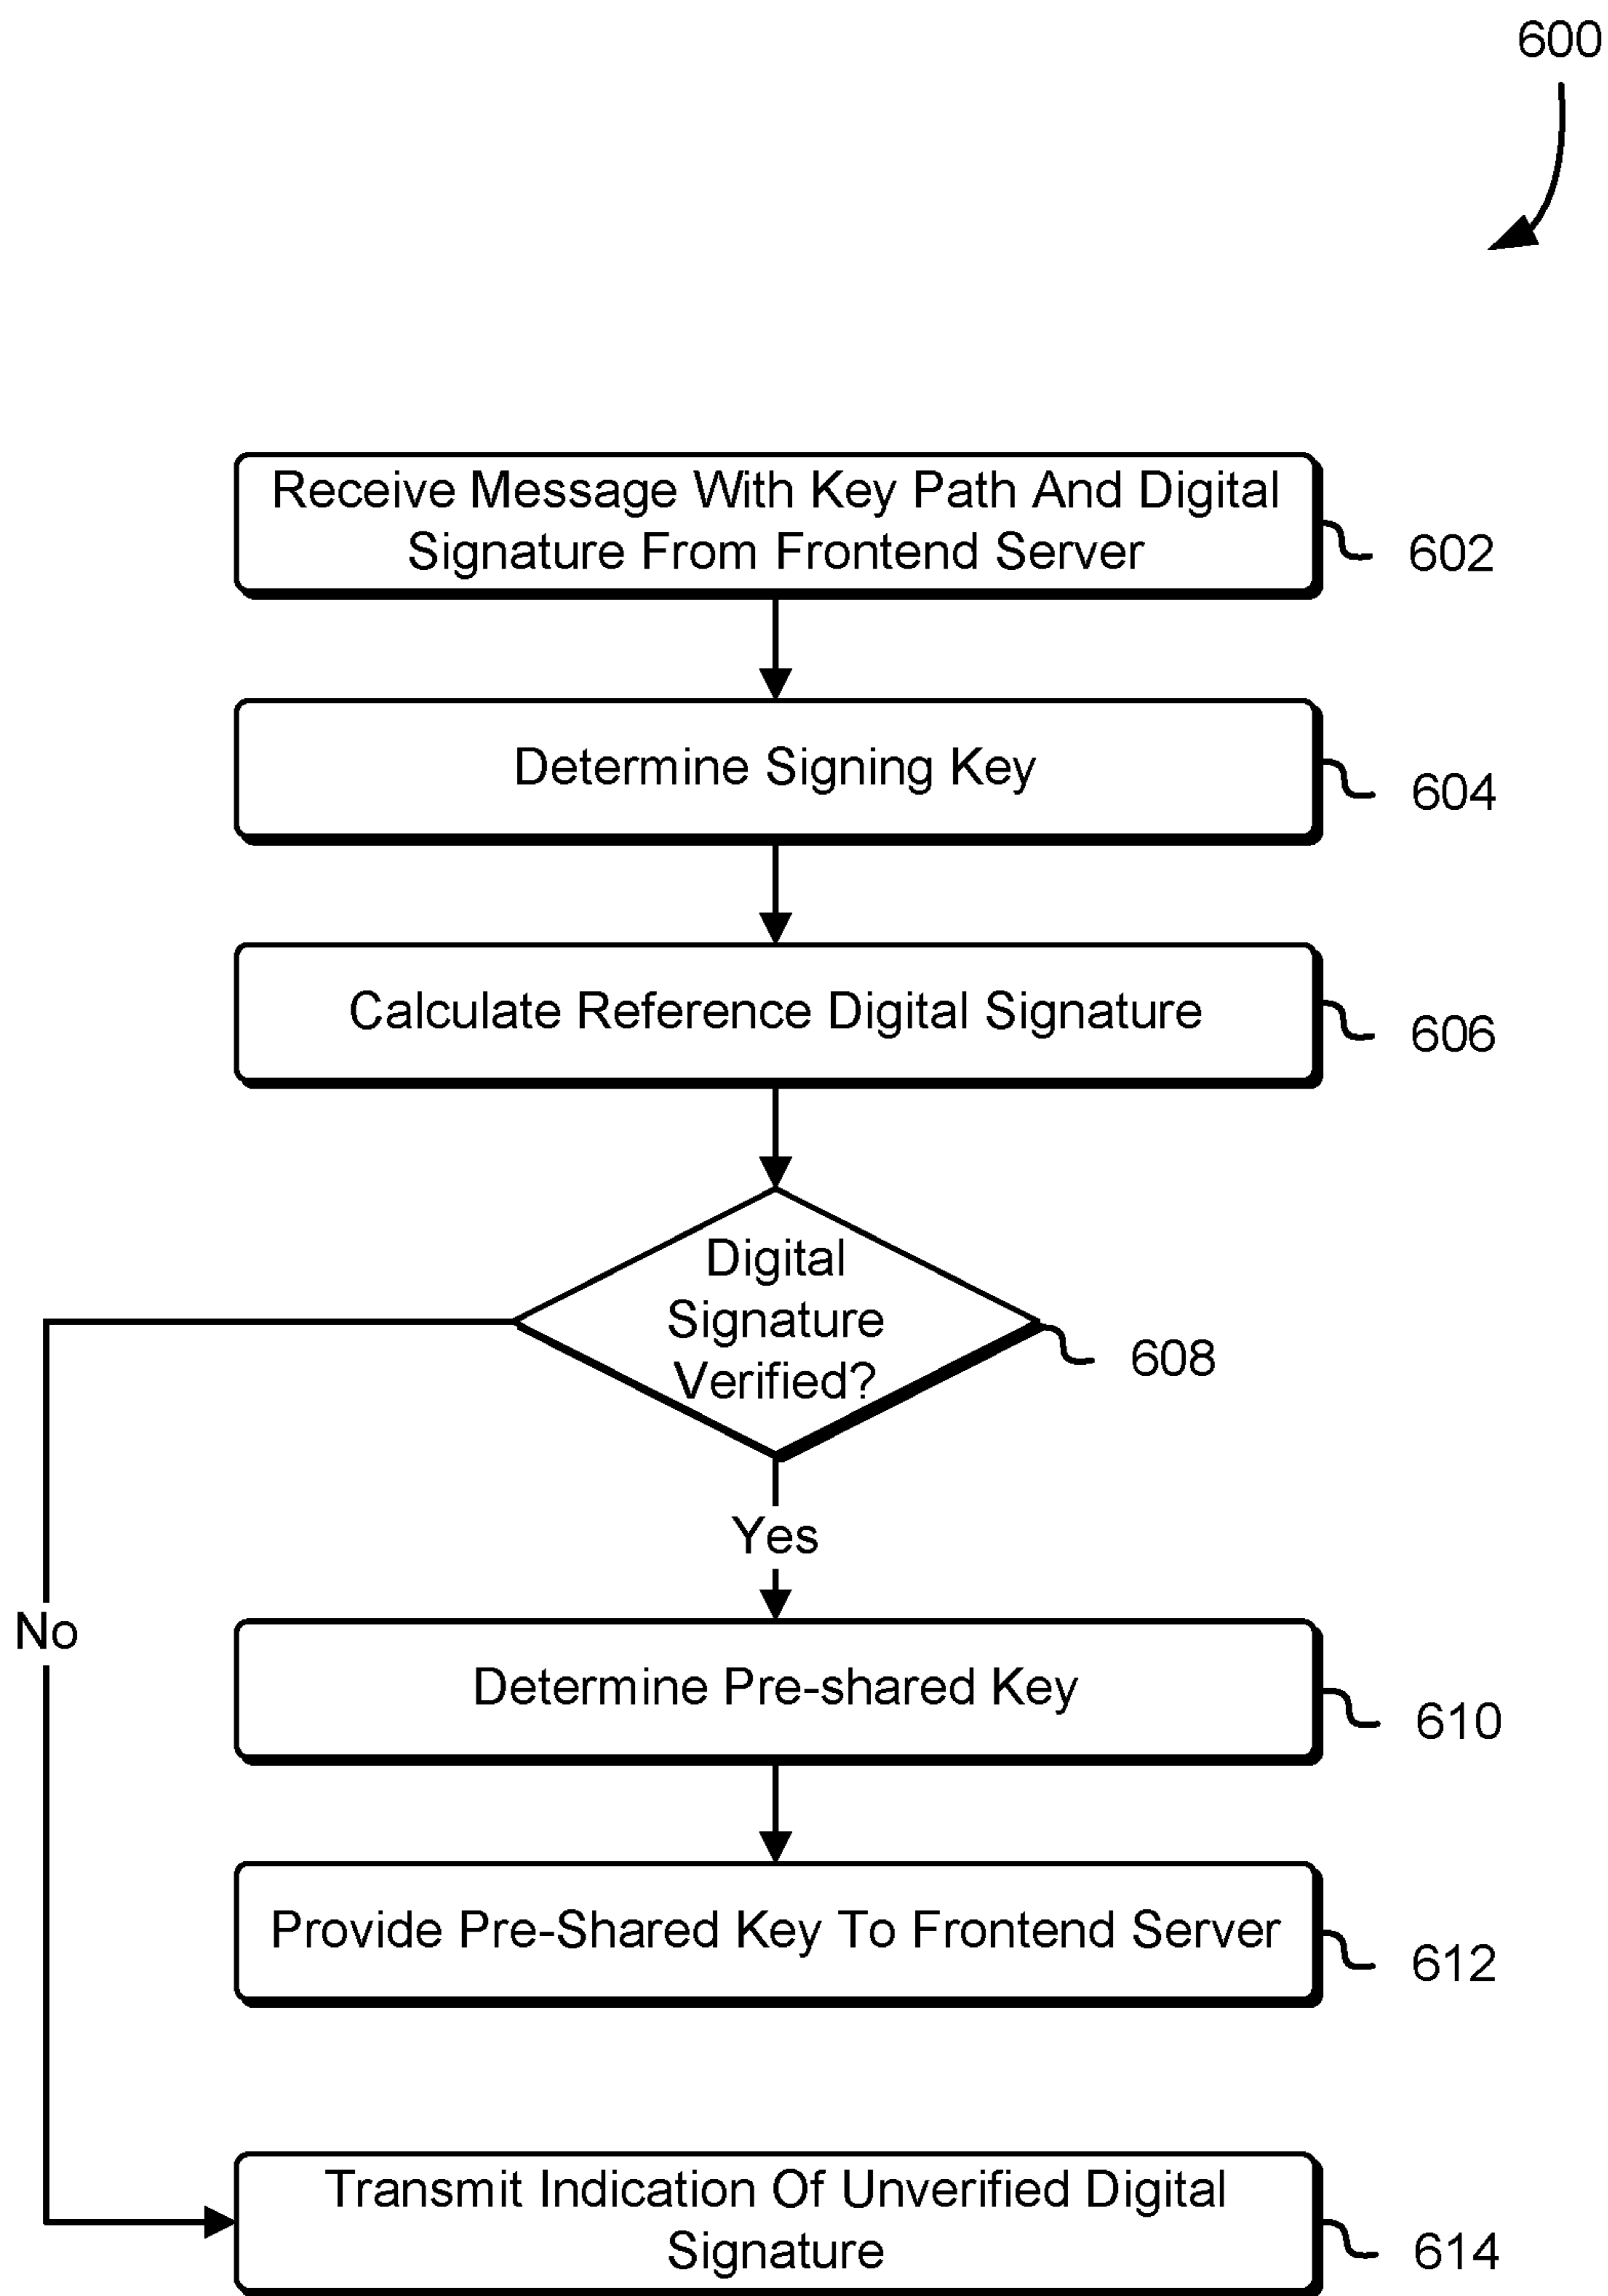 600
Receive Message With Key Path And Digital
Signature From Frontend Server
602
Determine Signing Key
604
Calculate Reference Digital Signature
606
Digital
Signature
Verified?
608
Yes
No
Determine Pre-shared Key
610
Provide Pre-Shared Key To Frontend Server
612
Transmit Indication Of Unverified Digital
Signature
614